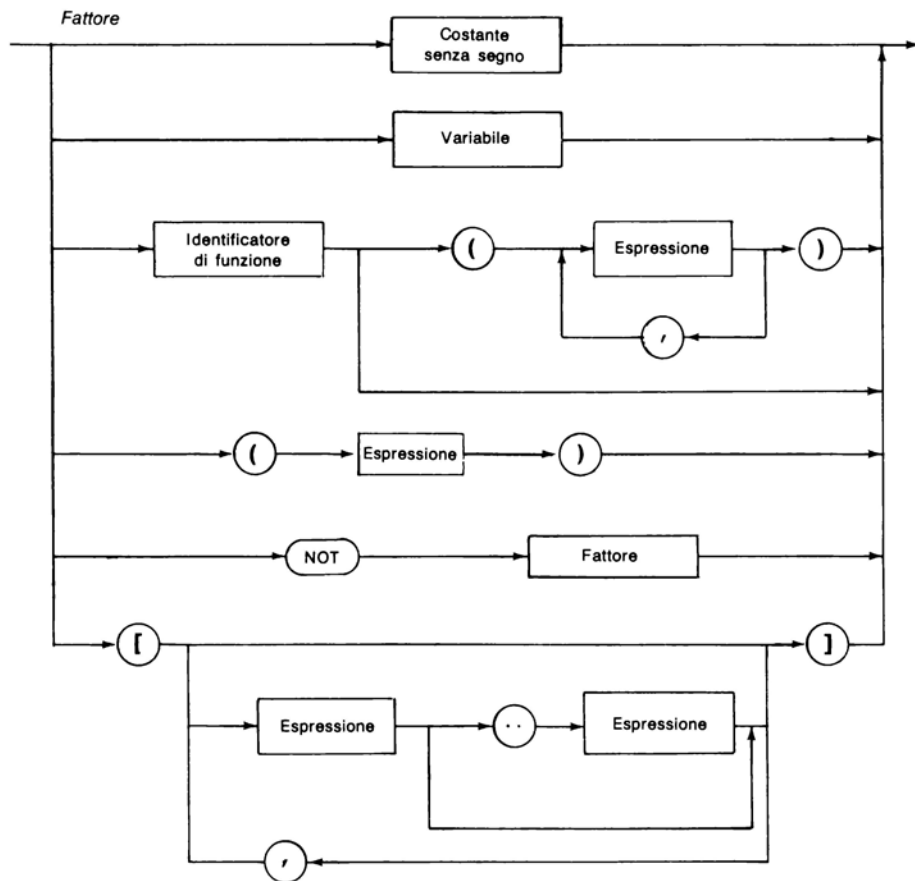 Fattore
Costante
senza segno
Variabile
Identificatore
di funzione
(
Espressione
)
,
(
Espressione
)
NOT
Fattore
[
]
Espressione
..
Espressione
,